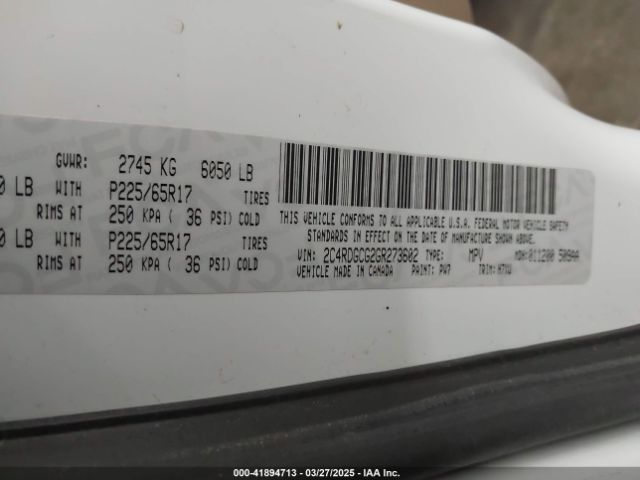 GVWR: 2745 KG 6050 LB
0 LB WITH P225/65R17 TIRES
RIMS AT 250 KPA ( 36 PSI) COLD
0 LB WITH P225/65R17 TIRES
RIMS AT 250 KPA ( 36 PSI) COLD
THIS VEHICLE CONFORMS TO ALL APPLICABLE U.S.A. FEDERAL MOTOR VEHICLE SAFETY
STANDARDS IN EFFECT ON THE DATE OF MANUFACTURE SHOWN ABOVE.
VIN: 2C4RDGCG2GR273602 TYPE: MPV MDH: 011200 509AA
VEHICLE MADE IN CANADA PAINT: PW7 TRIM:
000-41894713 - 03/27/2025 - IAA Inc.